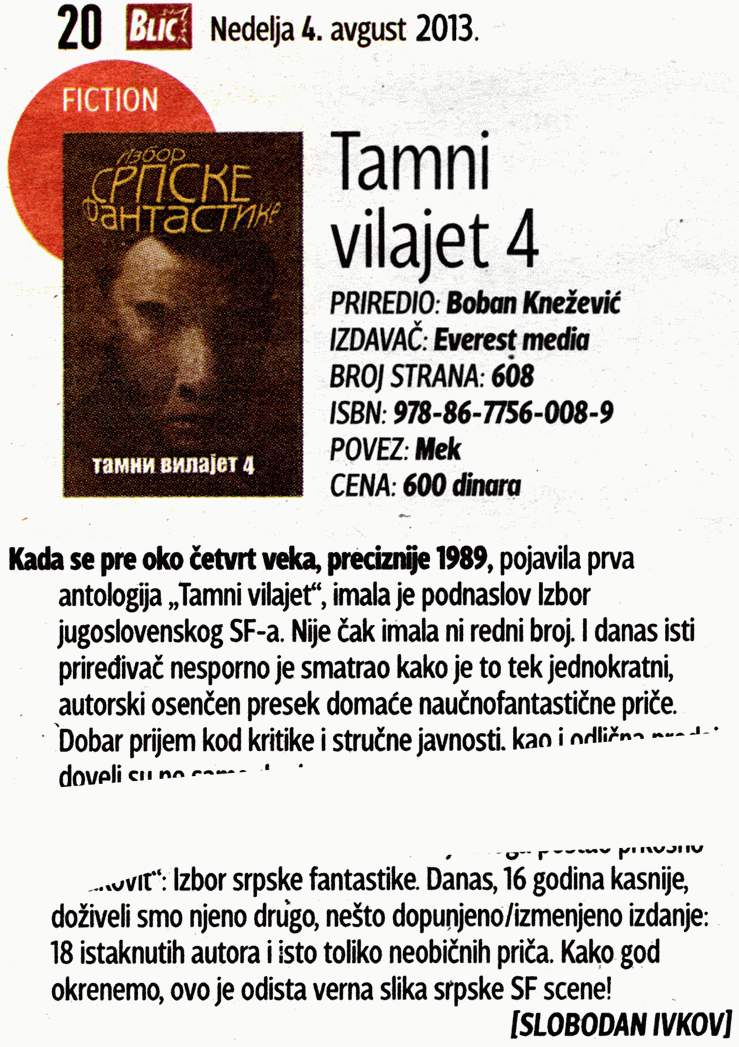 20 BLIC Nedelja 4. avgust 2013.
FICTION
Избор
СРПСКЕ
Фантастике
тамни вилајет 4
Tamni
vilajet 4
PRIREDIO: Boban Knežević
IZDAVAČ: Everest media
BROJ STRANA: 608
ISBN: 978-86-7756-008-9
POVEZ: Mek
CENA: 600 dinara
Kada se pre oko četvrt veka, preciznije 1989, pojavila prva
antologija „Tamni vilajet“, imala je podnaslov Izbor
jugoslovenskog SF-a. Nije čak imala ni redni broj. I danas isti
priređivač nesporno je smatrao kako je to tek jednokratni,
autorski osenčen presek domaće naučnofantastične priče.
Dobar prijem kod kritike i stručne javnosti, kao i odlična
doveli su
Izbor srpske fantastike. Danas, 16 godina kasnije,
doživeli smo njeno drugo, nešto dopunjeno/izmenjeno izdanje:
18 istaknutih autora i isto toliko neobičnih priča. Kako god
okrenemo, ovo je odista verna slika srpske SF scene!
[SLOBODAN IVKOV]